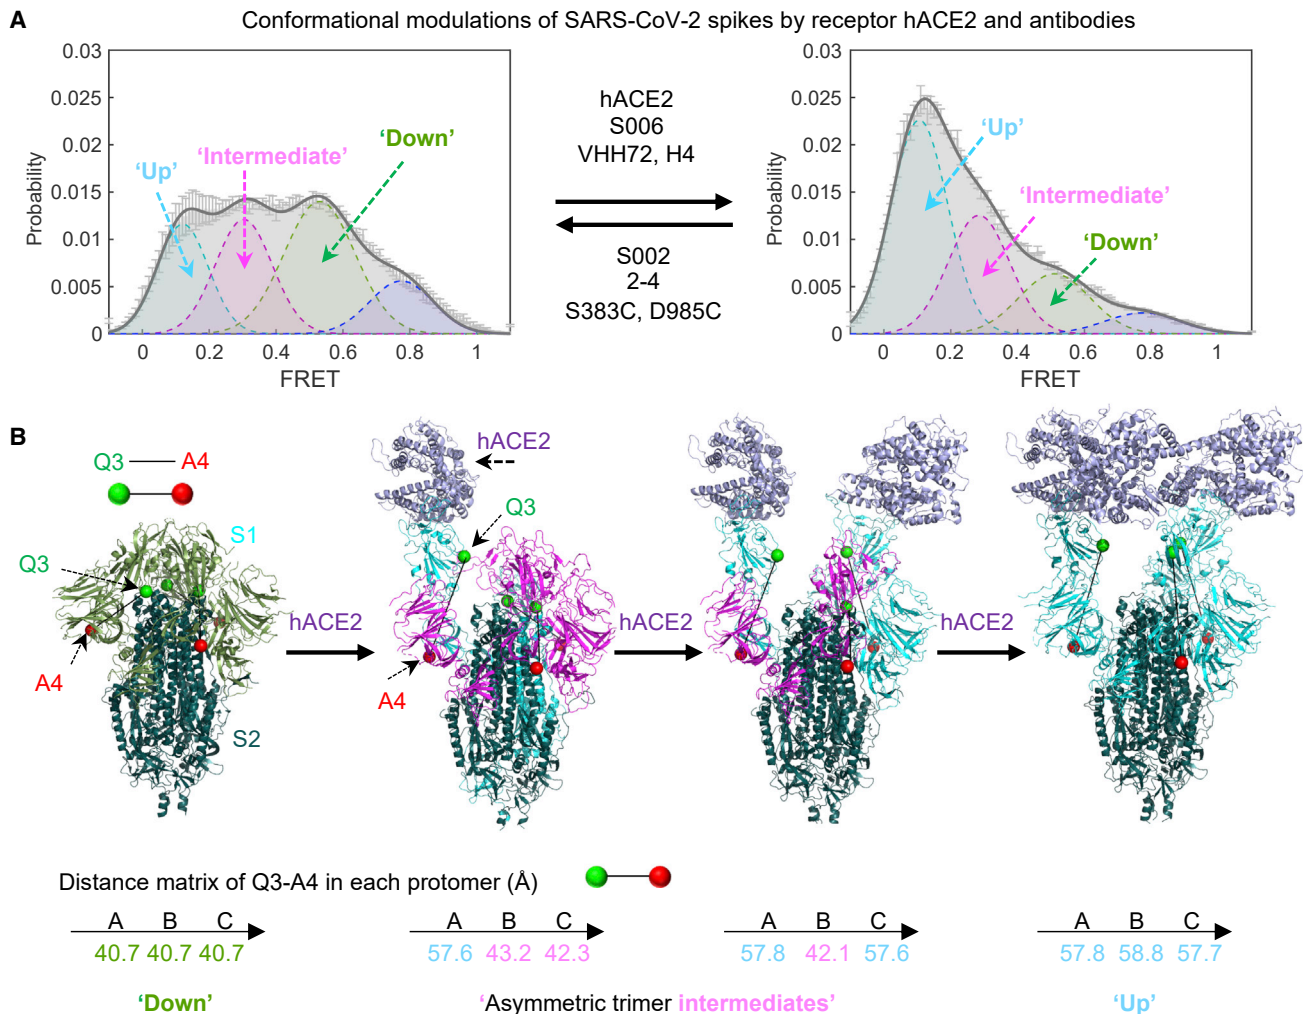 A
Conformational modulations of SARS-CoV-2 spikes by receptor hACE2 and antibodies
0.03
0.025
0.02
0.015
0.01
0.005
0
Probability
0 0.2 0.4 0.6 0.8 1
FRET
‘Up’
‘Intermediate’
‘Down’
hACE2
S006
VHH72, H4
S002
2-4
S383C, D985C
0.03
0.025
0.02
0.015
0.01
0.005
0
Probability
0 0.2 0.4 0.6 0.8 1
FRET
‘Up’
‘Intermediate’
‘Down’
B
Q3 A4
S1
Q3
A4
S2
hACE2
hACE2
Q3
A4
hACE2
hACE2
Distance matrix of Q3-A4 in each protomer (Å)
A B C
40.7 40.7 40.7
‘Down’
A B C
57.6 43.2 42.3
A B C
57.8 42.1 57.6
‘Asymmetric trimer intermediates’
A B C
57.8 58.8 57.7
‘Up’